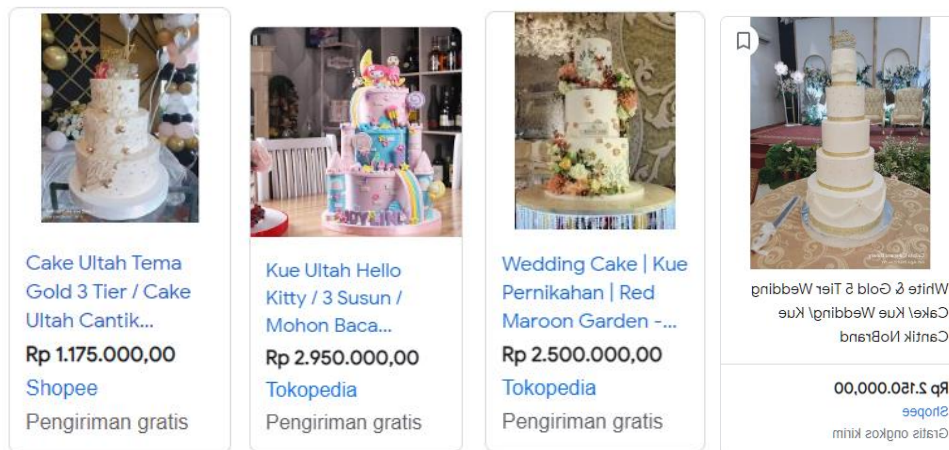 Cake Ultah Tema
Gold 3 Tier / Cake
Ultah Cantik...
Rp 1.175.000,00
Shopee
Pengiriman gratis
Kue Ultah Hello
Kitty / 3 Susun /
Mohon Baca...
Rp 2.950.000,00
Tokopedia
Pengiriman gratis
Wedding Cake | Kue
Pernikahan | Red
Maroon Garden -...
Rp 2.500.000,00
Tokopedia
Pengiriman gratis
White & Gold 5 Tier Wedding
Cake/ Kue Wedding/ Kue
Cantik NoBrand
Rp 2.150.000,00
Shopee
Gratis ongkos kirim